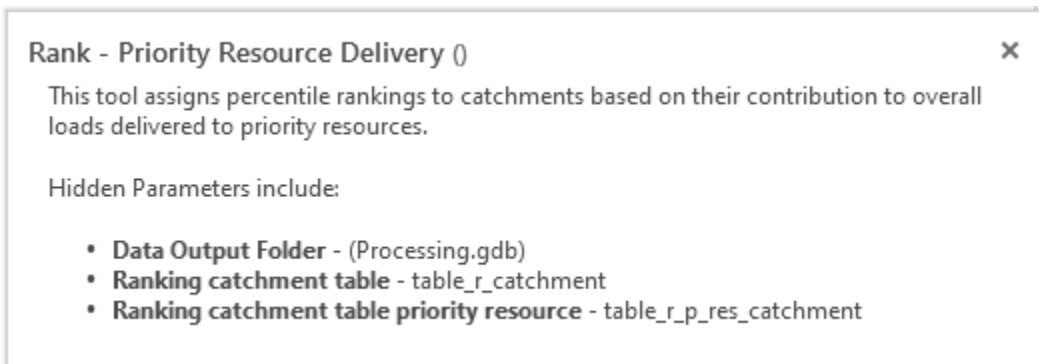 Rank - Priority Resource Delivery ()
This tool assigns percentile rankings to catchments based on their contribution to overall
loads delivered to priority resources.
Hidden Parameters include:
• Data Output Folder - (Processing.gdb)
• Ranking catchment table - table_r_catchment
• Ranking catchment table priority resource - table_r_p_res_catchment